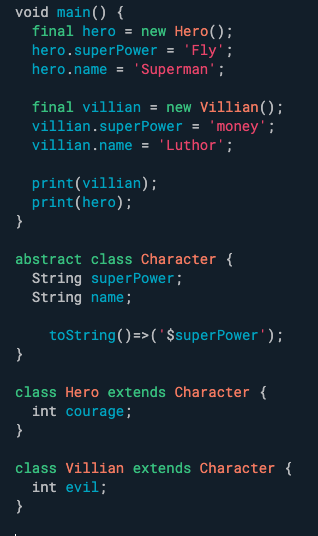 void main() {
  final hero = new Hero();
  hero.superPower = 'Fly';
  hero.name = 'Superman';

  final villian = new Villian();
  villian.superPower = 'money';
  villian.name = 'Luthor';

  print(villian);
  print(hero);
}

abstract class Character {
  String superPower;
  String name;

    toString()=>('$superPower');
}

class Hero extends Character {
  int courage;
}

class Villian extends Character {
  int evil;
}